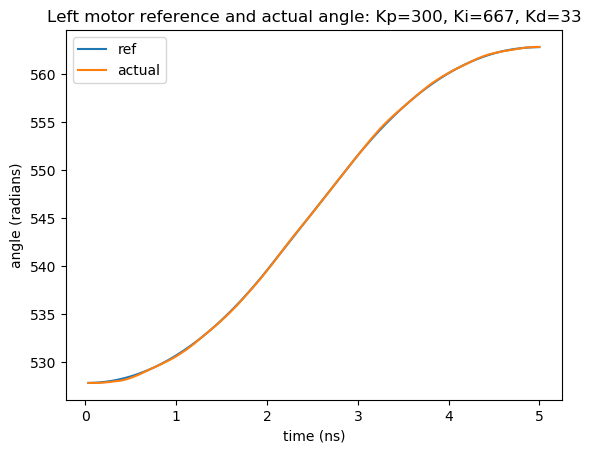 Left motor reference and actual angle: Kp=300, Ki=667, Kd=33
ref
actual
angle (radians)
560
555
550
545
540
535
530
0 1 2 3 4 5
time (ns)